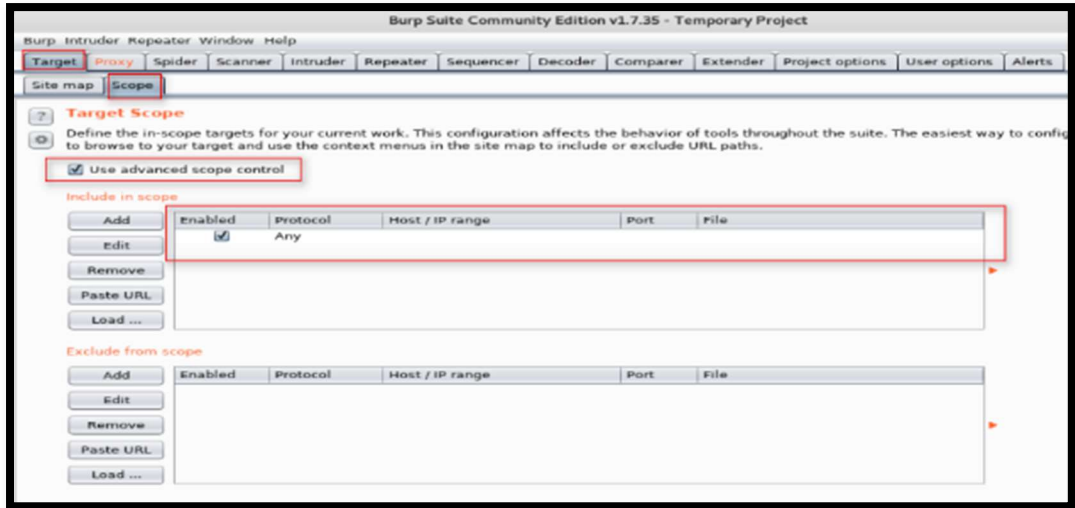 Burp Suite Community Edition v1.7.35 - Temporary Project
Burp Intruder Repeater Window Help
Target Proxy Spider Scanner Intruder Repeater Sequencer Decoder Comparer Extender Project options User options Alerts
Site map Scope
? Target Scope
Define the in-scope targets for your current work. This configuration affects the behavior of tools throughout the suite. The easiest way to config
to browse to your target and use the context menus in the site map to include or exclude URL paths.
Use advanced scope control
Include in scope
Add Enabled Protocol Host / IP range Port File
Any
Edit
Remove
Paste URL
Load ...
Exclude from scope
Add Enabled Protocol Host / IP range Port File
Edit
Remove
Paste URL
Load ...